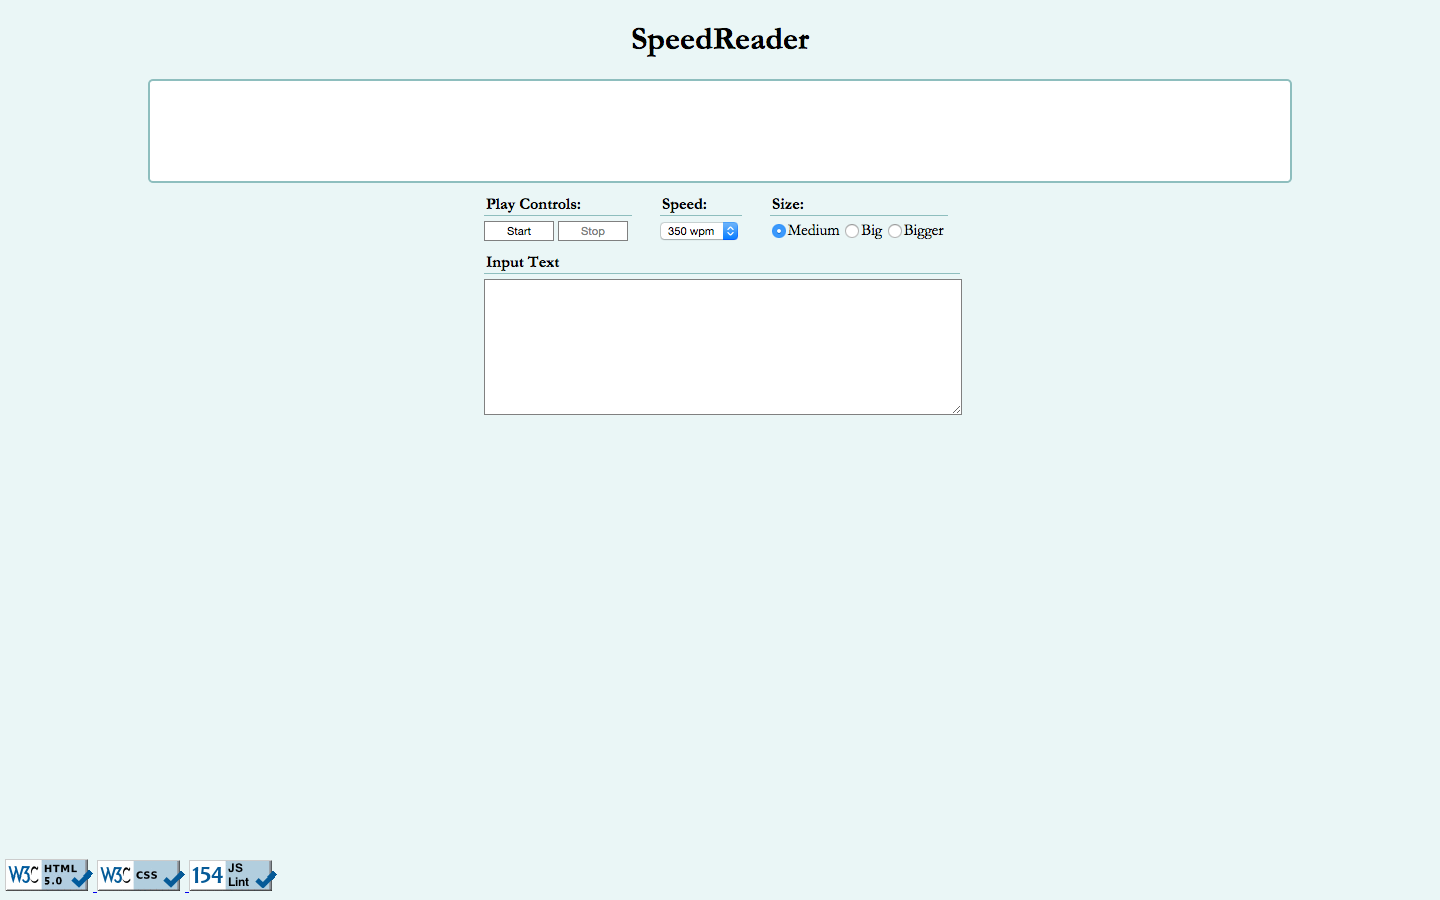 SpeedReader
Play Controls: Speed: Size:
Start Stop 350 wpm Medium Big Bigger
Input Text
W3C HTML 5.0 W3C CSS 154 JS Lint